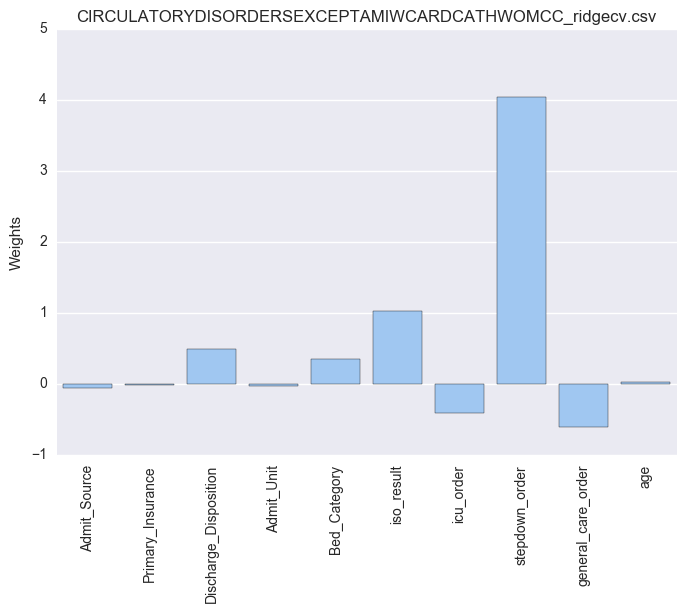 CIRCULATORYDISORDERSEXCEPTAMIWCARDCATHWOMCC_ridgecv.csv
5
4
3
2
1
0
−1
Weights
Admit_Source
Primary_Insurance
Discharge_Disposition
Admit_Unit
Bed_Category
iso_result
icu_order
stepdown_order
general_care_order
age